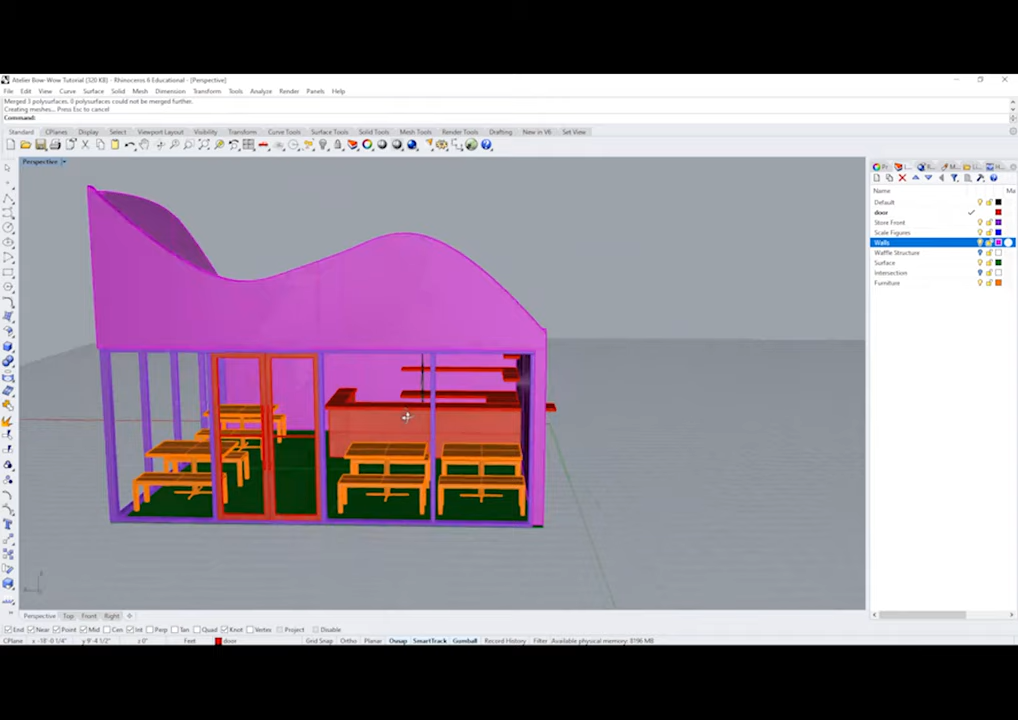 Atelier Bow-Wow Tutorial (320 KB) - Rhinoceros 6 Educational - [Perspective]
File Edit View Curve Surface Solid Mesh Dimension Transform Tools Analyze Render Panels Help
Merged 3 polysurfaces. 0 polysurfaces could not be merged further.
Creating meshes... Press Esc to cancel
Command:
Standard CPlanes Display Select Viewport Layout Visibility Transform Curve Tools Surface Tools Solid Tools Mesh Tools Render Tools Drafting New in V6 Set View
Perspective
Name
Default
door
Store Front
Scale Figures
Walls
Waffle Structure
Surface
Intersection
Furniture
Perspective Top Front Right
End Near Point Mid Cen Int Perp Tan Quad Knot Vertex Project Disable
CPlane x -18'-0 1/4" y 9'-4 1/2" z 0" Feet door Grid Snap Ortho Planar Osnap SmartTrack Gumball Record History Filter Available physical memory: 8196 MB